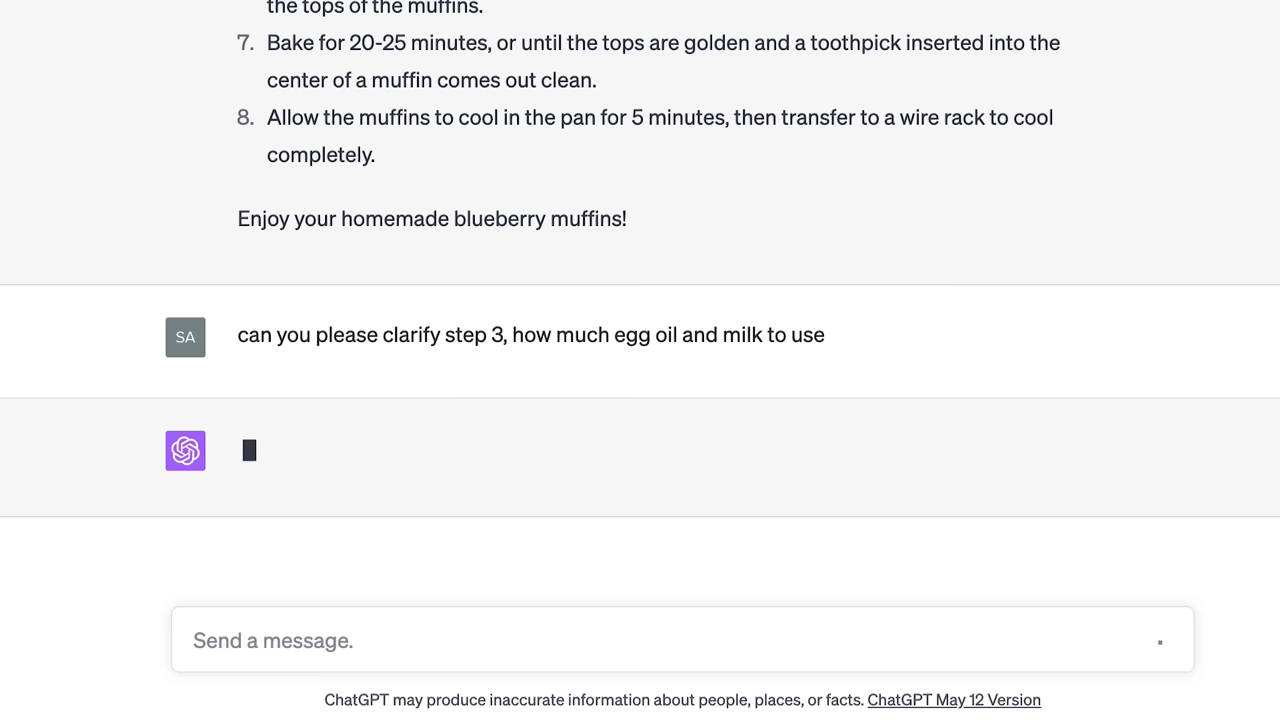 the tops of the muffins.
7. Bake for 20-25 minutes, or until the tops are golden and a toothpick inserted into the
center of a muffin comes out clean.
8. Allow the muffins to cool in the pan for 5 minutes, then transfer to a wire rack to cool
completely.
Enjoy your homemade blueberry muffins!
SA
can you please clarify step 3, how much egg oil and milk to use
Send a message.
ChatGPT may produce inaccurate information about people, places, or facts. ChatGPT May 12 Version